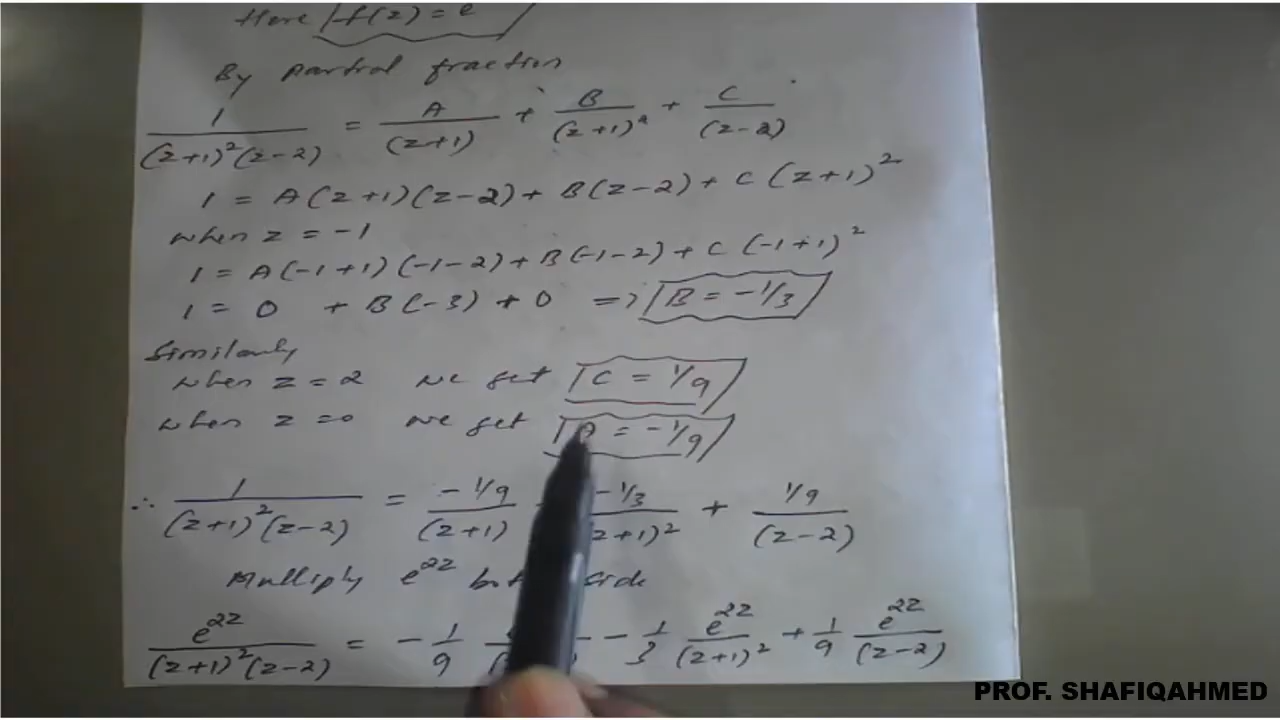 Here f(z) = e
By partial fraction
1/((z+1)²(z-2)) = A/(z+1) + B/(z+1)² + C/(z-2)
1 = A(z+1)(z-2) + B(z-2) + C(z+1)²
when z = -1
1 = A(-1+1)(-1-2) + B(-1-2) + C(-1+1)²
1 = 0 + B(-3) + 0 => B = -1/3
Similarly
when z = 2 we get C = 1/9
when z = 0 we get A = -1/9
∴ 1/((z+1)²(z-2)) = (-1/9)/(z+1) (-1/3)/(z+1)² + (1/9)/(z-2)
Multiply e^2z side
e^2z/((z+1)²(z-2)) = -1/9 - 1/3 e^2z/(z+1)² + 1/9 e^2z/(z-2)
PROF. SHAFIQAHMED